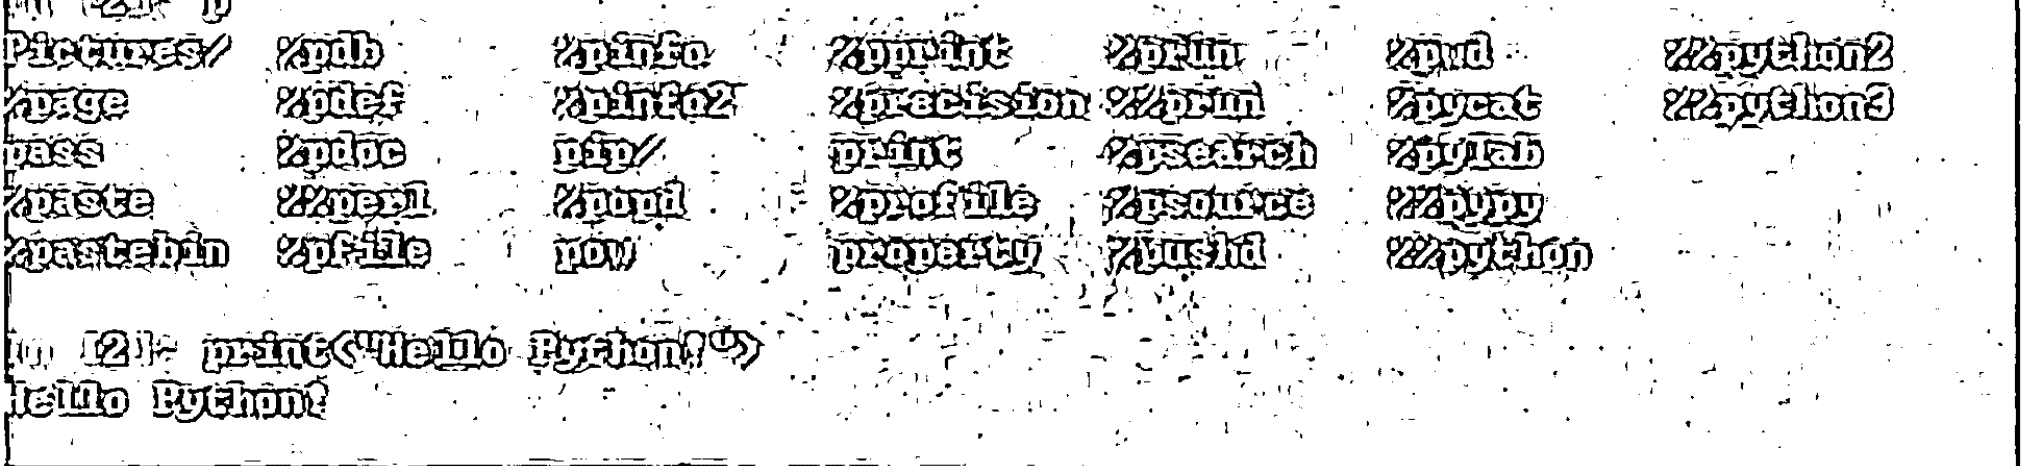 In [2]: p
Pictures/ %pdb %pinfo %pprint %prun %pwd %%python2
%page %pdef %pinfo2 %precision %%prun %pycat %%python3
pass %pdoc pip/ print %psearch %pylab
%paste %%perl %popd %profile %psource %%pypy
%pastebin %pfile pow property %pushd %%python
In [2]: print("Hello Python!")
Hello Python!